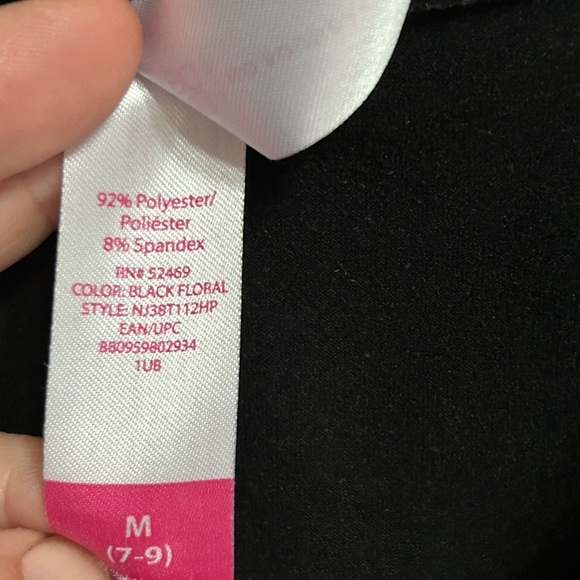 92% Polyester/
Poliéster
8% Spandex
RN# 52469
COLOR: BLACK FLORAL
STYLE: NJ38T112HP
EAN/UPC
880959802934
1UB
M
(7-9)